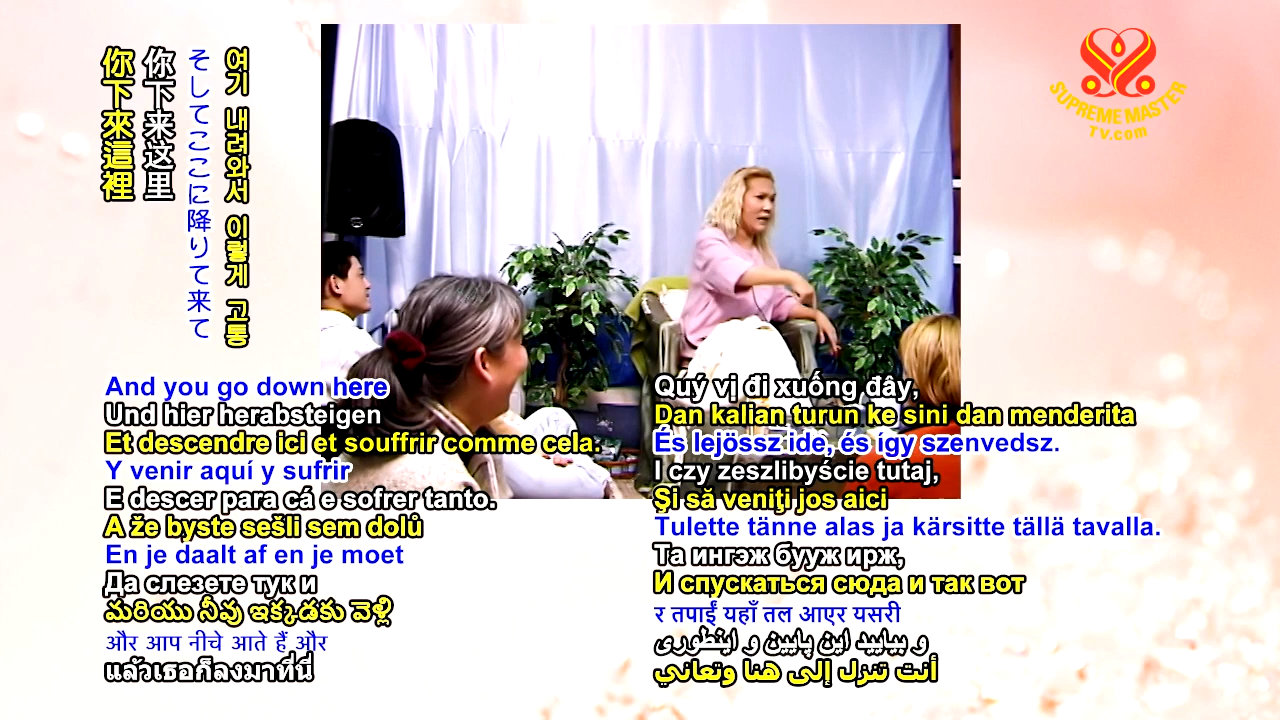 你下來這裡
你下来这里
そしてここに降りて来て
여기 내려와서 이렇게 고통
SUPREME MASTER
TV.com
And you go down here
Und hier herabsteigen
Et descendre ici et souffrir comme cela.
Y venir aquí y sufrir
E descer para cá e sofrer tanto.
A že byste sešli sem dolů
En je daalt af en je moet
Да слезете тук и
మరియు నీవు ఇక్కడకు వెళ్లి
और आप नीचे आते हैं और
แล้วเธอก็ลงมาที่นี่
Quý vị đi xuống đây,
Dan kalian turun ke sini dan menderita
És lejössz ide, és így szenvedsz.
I czy zeszlibyście tutaj,
Şi să veniţi jos aici
Tulette tänne alas ja kärsitte tällä tavalla.
Та ингэж бууж ирж,
И спускаться сюда и так вот
र तपाईं यहाँ तल आएर यसरी
و بیایید این پایین و اینطوری
أنت تنزل إلى هنا وتعاني